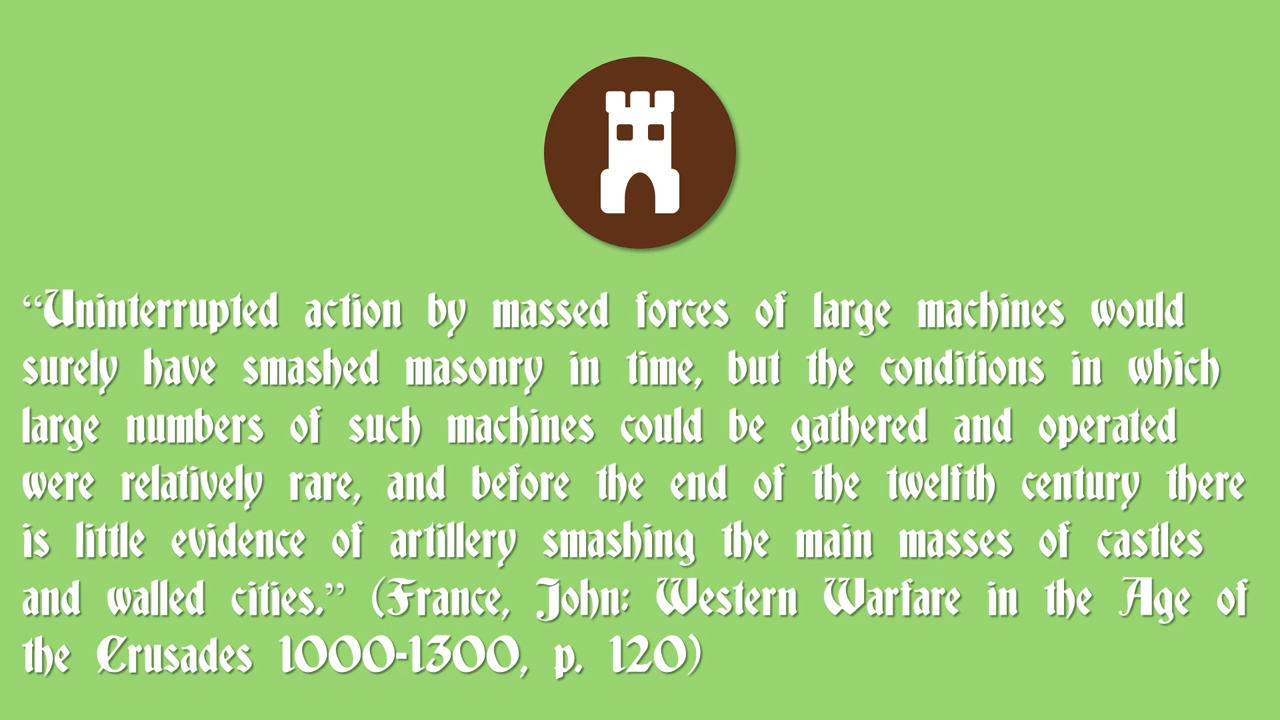 “Uninterrupted action by massed forces of large machines would
surely have smashed masonry in time, but the conditions in which
large numbers of such machines could be gathered and operated
were relatively rare, and before the end of the twelfth century there
is little evidence of artillery smashing the main masses of castles
and walled cities.” (France, John: Western Warfare in the Age of
the Crusades 1000-1300, p. 120)